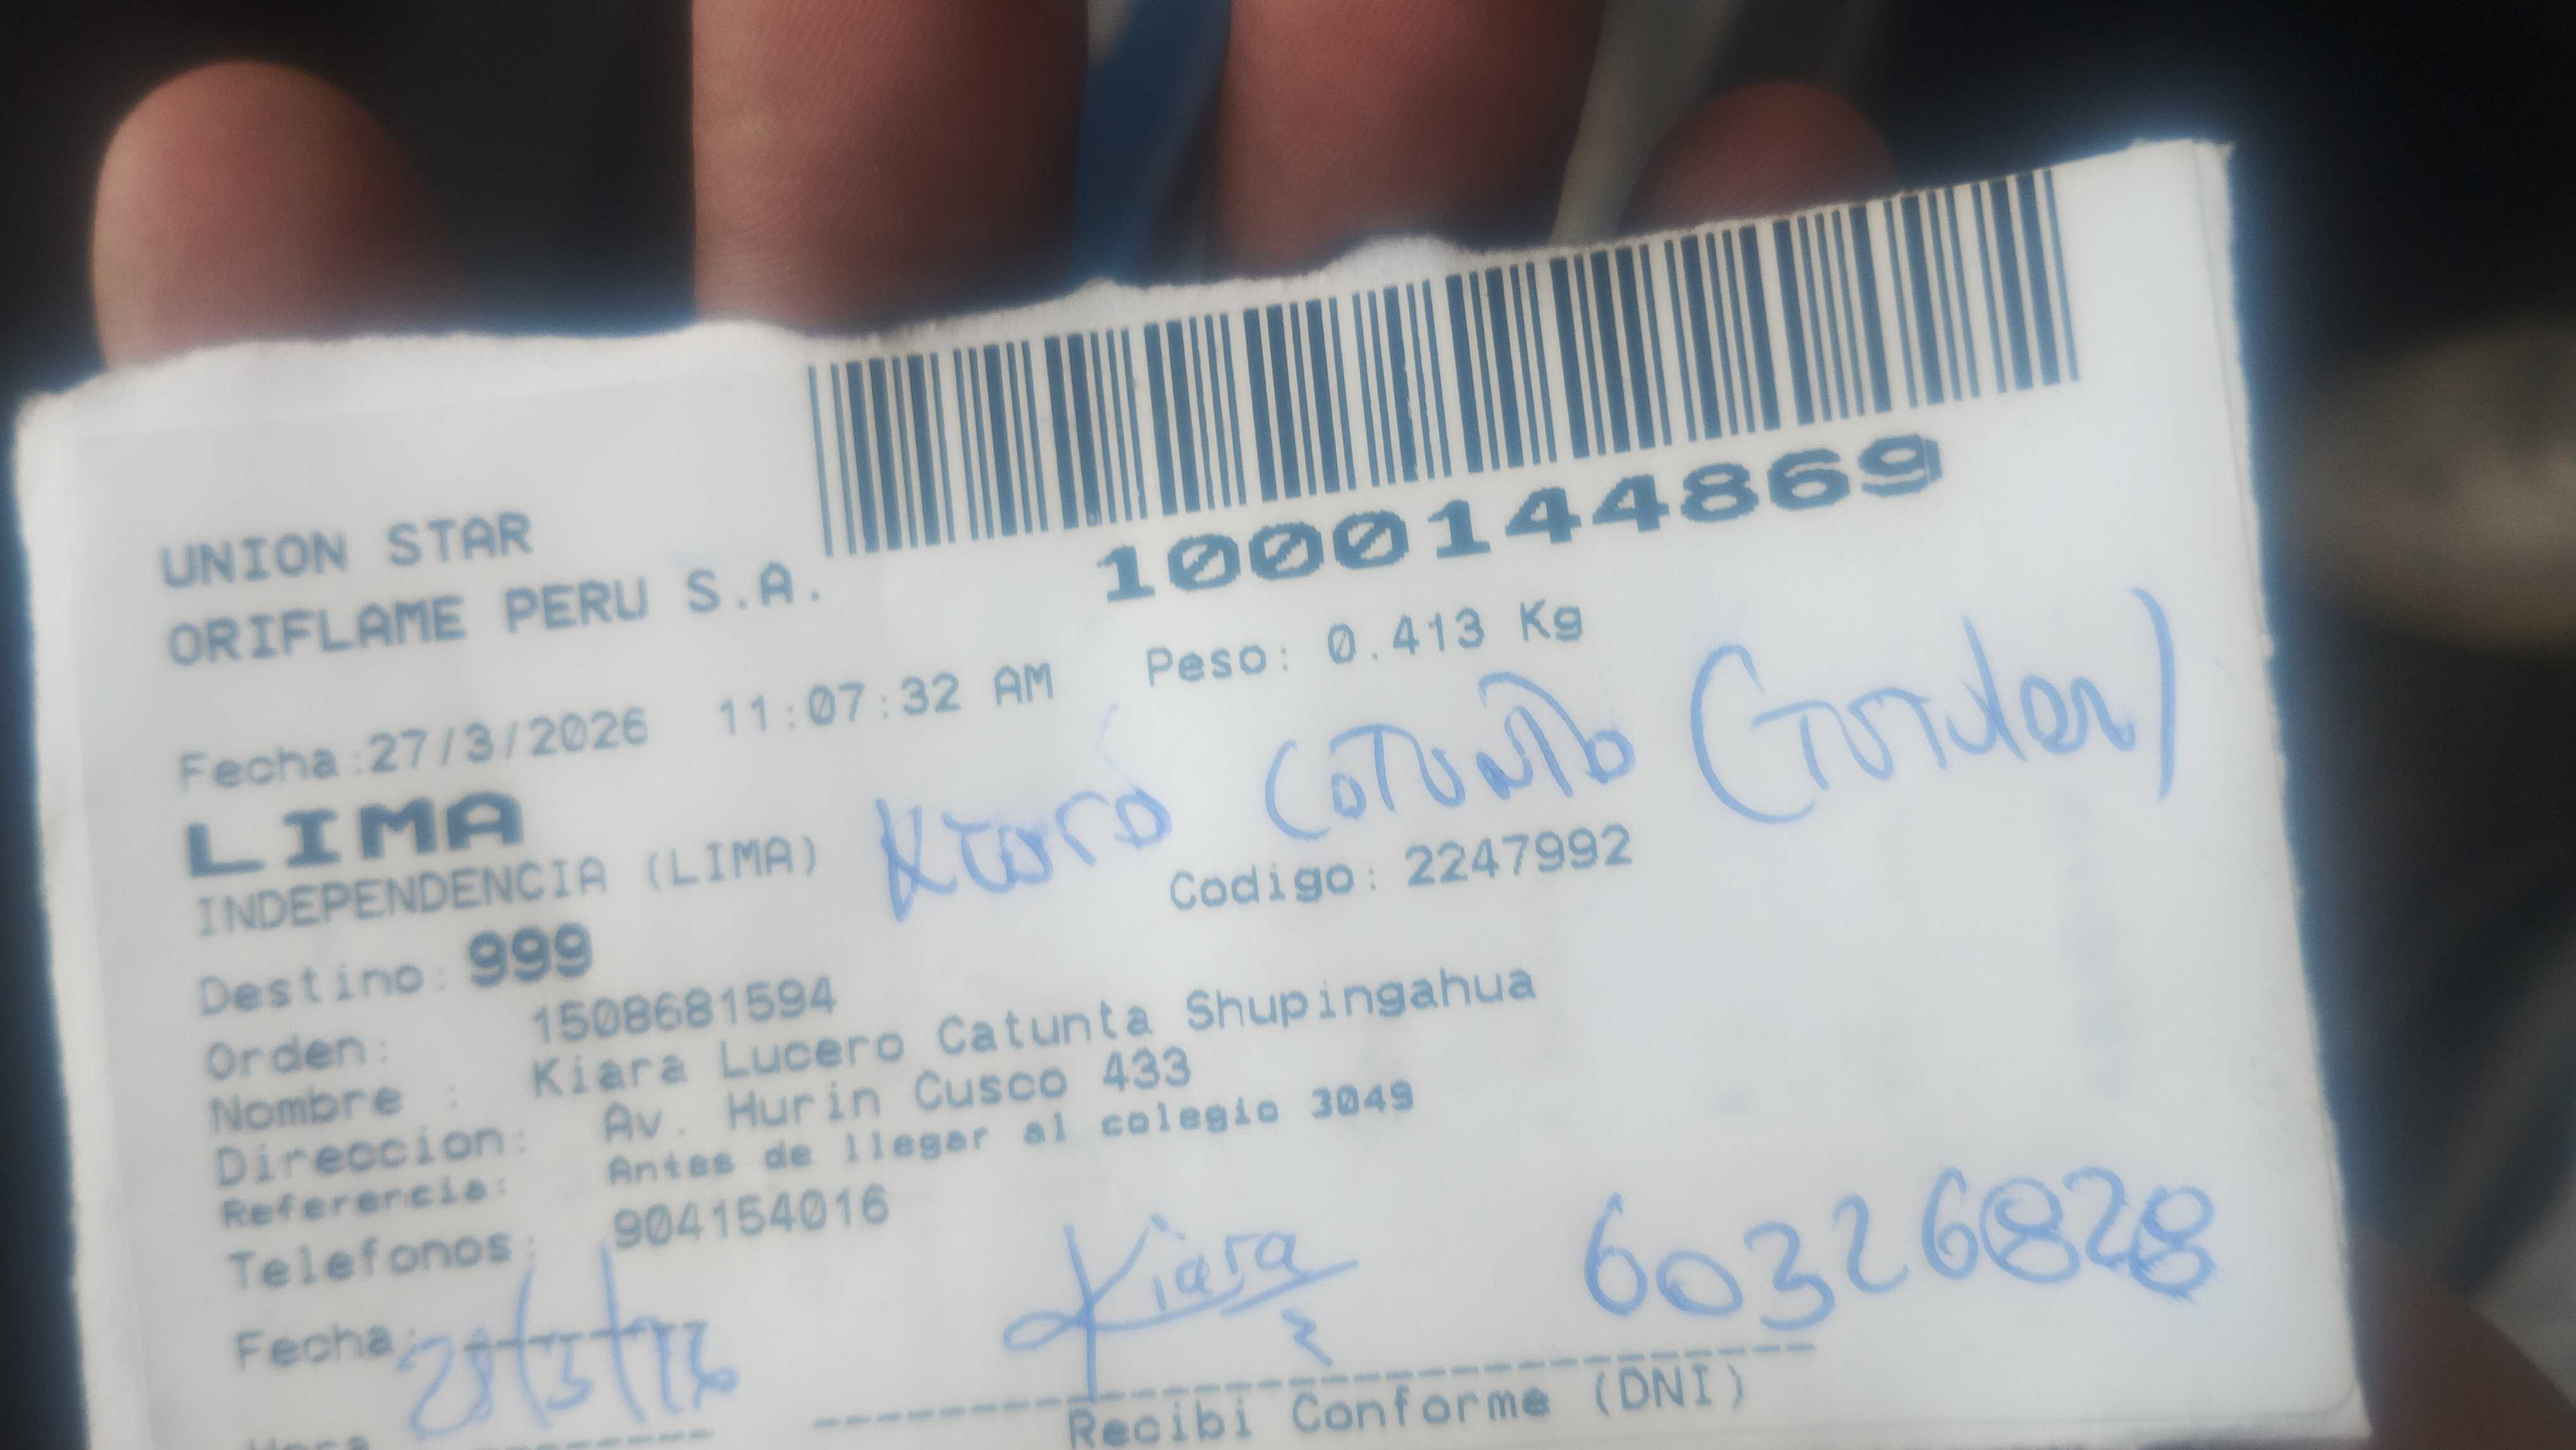 1000144869
UNION STAR
ORIFLAME PERU S.A.
Peso: 0.413 Kg
Fecha:27/3/2026 11:07:32 AM
LIMA
INDEPENDENCIA (LIMA)
Codigo: 2247992
Destino: 999
Orden: 1508681594
Nombre : Kiara Lucero Catunta Shupingahua
Direccion: Av. Hurin Cusco 433
Referencia: Antes de llegar al colegio 3049
Telefonos: 904154016
Kiara
60326828
Fecha:
Recibi Conforme (DNI)